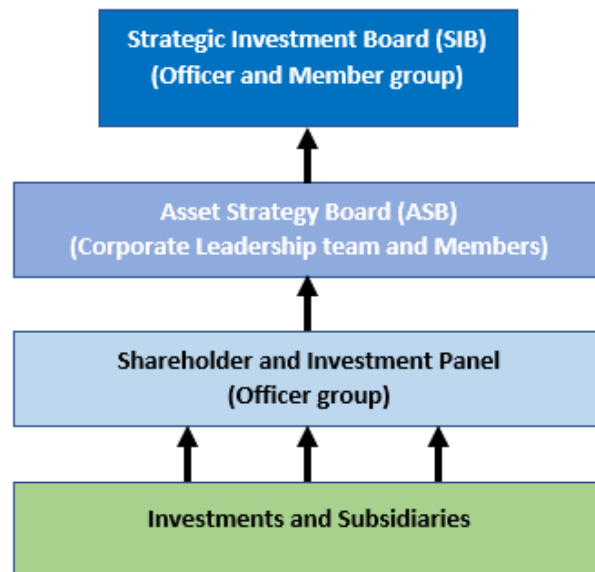 Strategic Investment Board (SIB)
(Officer and Member group)
Asset Strategy Board (ASB)
(Corporate Leadership team and Members)
Shareholder and Investment Panel
(Officer group)
Investments and Subsidiaries